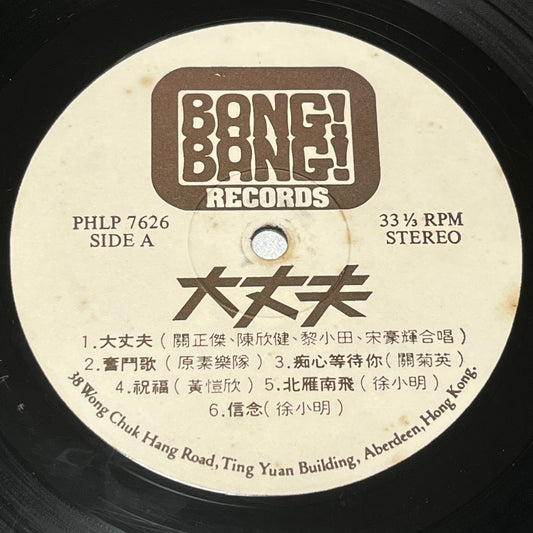 BANG!
BANG!
RECORDS
PHLP 7626
SIDE A
33 ⅓ RPM
STEREO
大丈夫
1.大丈夫(關正傑、陳欣健、黎小田、宋豪輝合唱)
2.奮鬥歌(原素樂隊) 3.痴心等待你(關菊英)
4.祝福(黃愷欣) 5.北雁南飛(徐小明)
6.信念(徐小明)
38 Wong Chuk Hang Road, Ting Yuan Building, Aberdeen, Hong Kong.